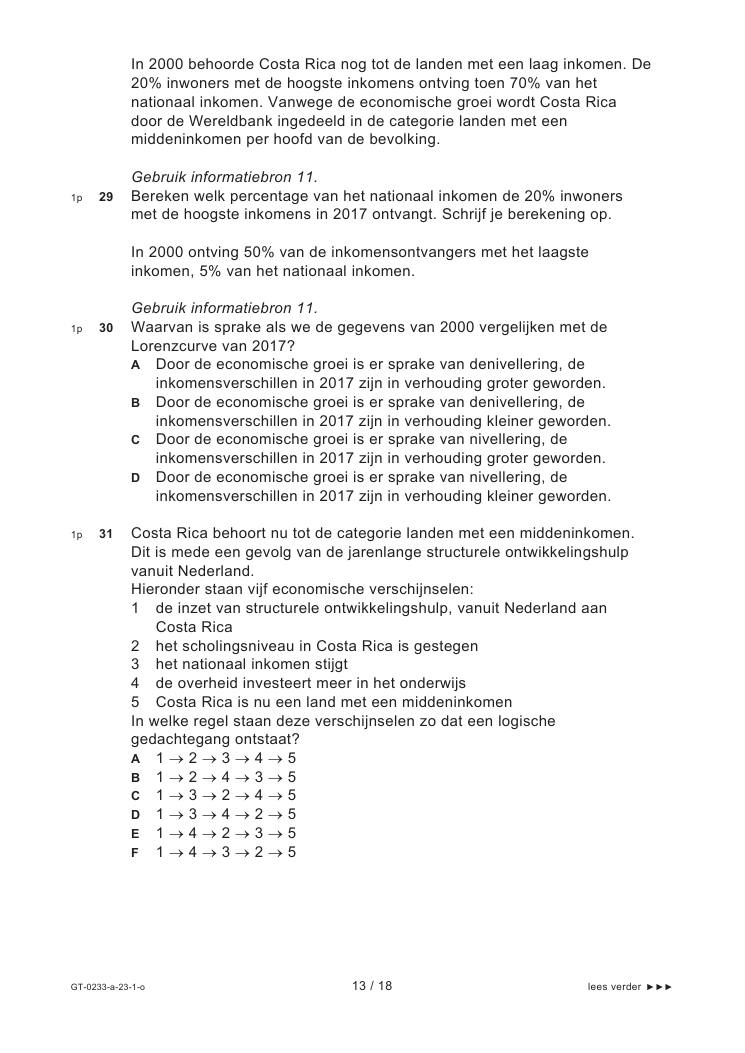 In 2000 behoorde Costa Rica nog tot de landen met een laag inkomen. De
20% inwoners met de hoogste inkomens ontving toen 70% van het
nationaal inkomen. Vanwege de economische groei wordt Costa Rica
door de Wereldbank ingedeeld in de categorie landen met een
middeninkomen per hoofd van de bevolking.
Gebruik informatiebron 11.
1p 29 Bereken welk percentage van het nationaal inkomen de 20% inwoners
met de hoogste inkomens in 2017 ontvangt. Schrijf je berekening op.
In 2000 ontving 50% van de inkomensontvangers met het laagste
inkomen, 5% van het nationaal inkomen.
Gebruik informatiebron 11.
1p 30 Waarvan is sprake als we de gegevens van 2000 vergelijken met de
Lorenzcurve van 2017?
A Door de economische groei is er sprake van denivellering, de
inkomensverschillen in 2017 zijn in verhouding groter geworden.
B Door de economische groei is er sprake van denivellering, de
inkomensverschillen in 2017 zijn in verhouding kleiner geworden.
C Door de economische groei is er sprake van nivellering, de
inkomensverschillen in 2017 zijn in verhouding groter geworden.
D Door de economische groei is er sprake van nivellering, de
inkomensverschillen in 2017 zijn in verhouding kleiner geworden.
1p 31 Costa Rica behoort nu tot de categorie landen met een middeninkomen.
Dit is mede een gevolg van de jarenlange structurele ontwikkelingshulp
vanuit Nederland.
Hieronder staan vijf economische verschijnselen:
1 de inzet van structurele ontwikkelingshulp, vanuit Nederland aan
Costa Rica
2 het scholingsniveau in Costa Rica is gestegen
3 het nationaal inkomen stijgt
4 de overheid investeert meer in het onderwijs
5 Costa Rica is nu een land met een middeninkomen
In welke regel staan deze verschijnselen zo dat een logische
gedachtegang ontstaat?
A 1 → 2 → 3 → 4 → 5
B 1 → 2 → 4 → 3 → 5
C 1 → 3 → 2 → 4 → 5
D 1 → 3 → 4 → 2 → 5
E 1 → 4 → 2 → 3 → 5
F 1 → 4 → 3 → 2 → 5
GT-0233-a-23-1-o 13 / 18 lees verder ►►►